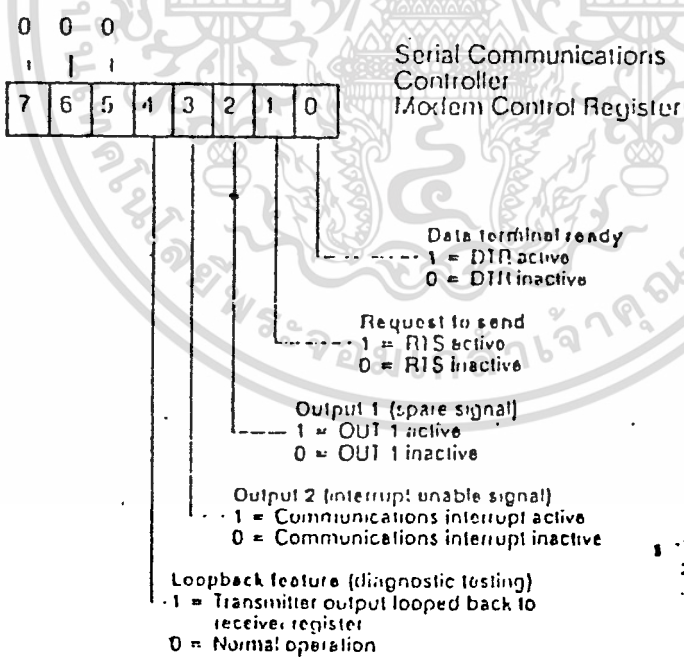 0 0 0
Serial Communications
Controller
Modem Control Register
7 6 5 4 3 2 1 0
Data terminal ready
1 = DTR active
0 = DTR inactive
Request to send
1 = RTS active
0 = RTS inactive
Output 1 (spare signal)
1 = OUT 1 active
0 = OUT 1 inactive
Output 2 (interrupt enable signal)
1 = Communications interrupt active
0 = Communications interrupt inactive
Loopback feature (diagnostic testing)
1 = Transmitter output looped back to
receiver register
0 = Normal operation